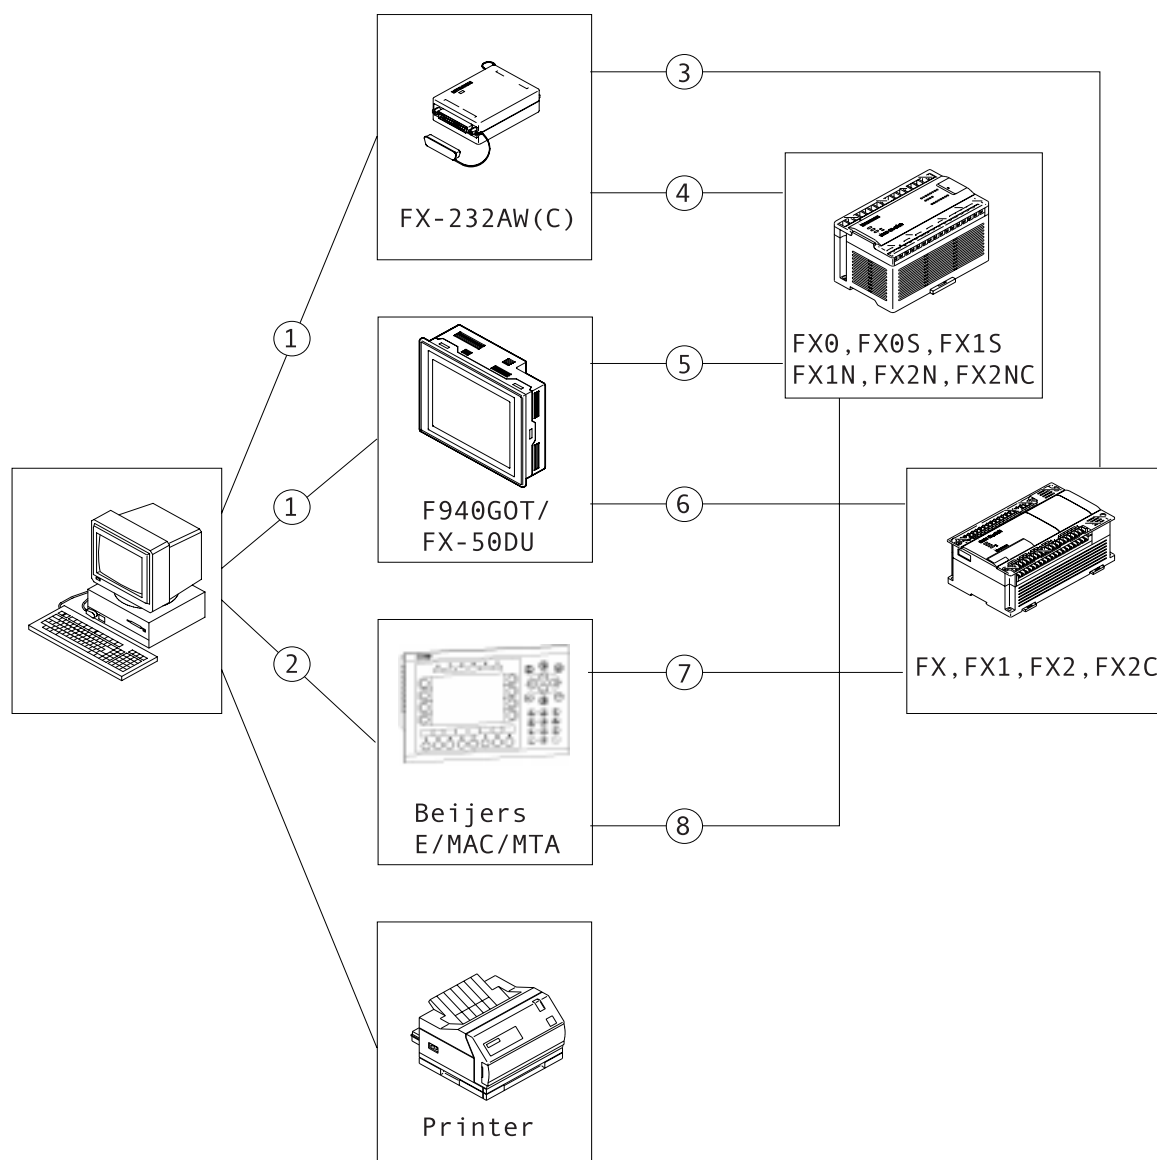 3
4
FX-232AW(C)
1
5
FX0,FX0S,FX1S
FX1N,FX2N,FX2NC
1
F940GOT/
FX-50DU
6
2
7
FX,FX1,FX2,FX2C
Beijers
E/MAC/MTA
8
Printer